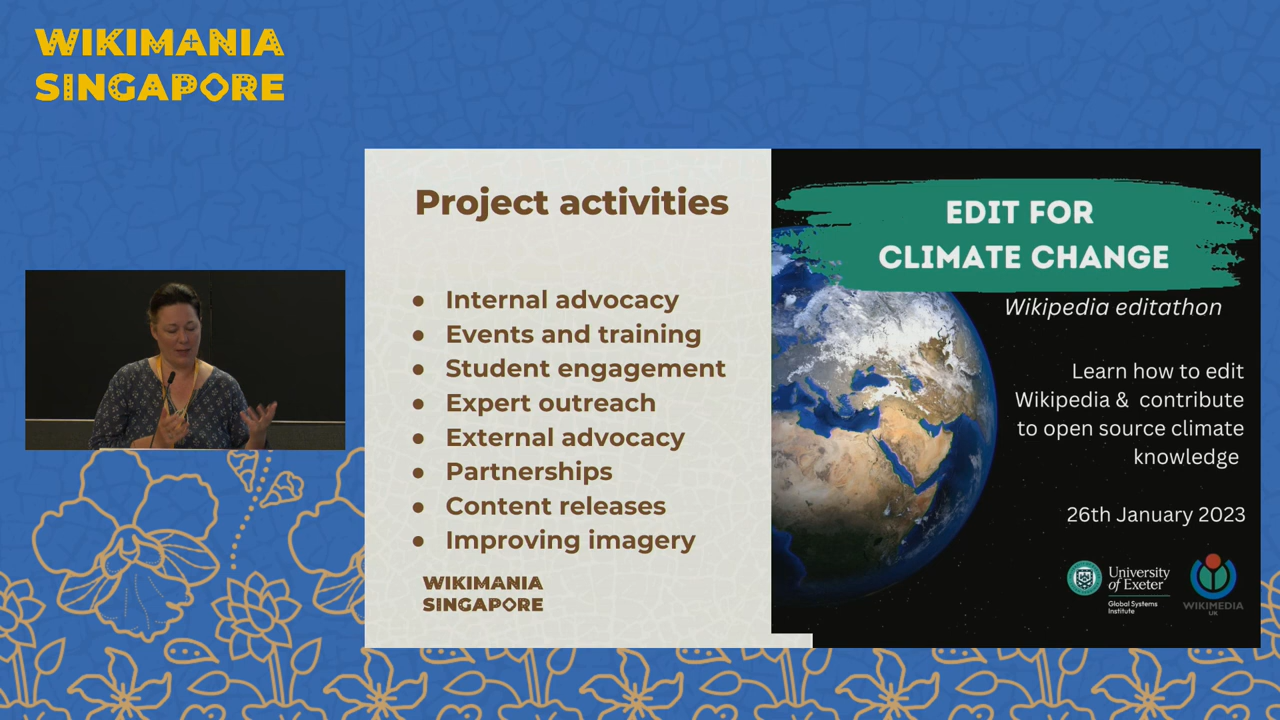 WIKIMANIA
SINGAPORE
Project activities
● Internal advocacy
● Events and training
● Student engagement
● Expert outreach
● External advocacy
● Partnerships
● Content releases
● Improving imagery
WIKIMANIA
SINGAPORE
EDIT FOR
CLIMATE CHANGE
Wikipedia editathon
Learn how to edit
Wikipedia & contribute
to open source climate
knowledge
26th January 2023
University
of Exeter
Global Systems
Institute
WIKIMEDIA
UK